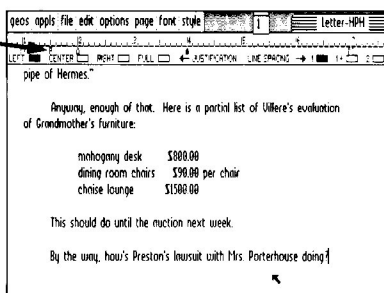 geos appls file edit options page font style 1 Letter-HPH
LEFT CENTER RIGHT FULL ← JUSTIFICATION LINE SPACING → 1 1+ 2
pipe of Hermes."
Anyway, enough of that. Here is a partial list of Villere's evaluation
of Grandmother's furniture:
mahogany desk $800.00
dining room chairs $90.00 per chair
chaise lounge $1500.00
This should do until the auction next week.
By the way, how's Preston's lawsuit with Mrs. Porterhouse doing?